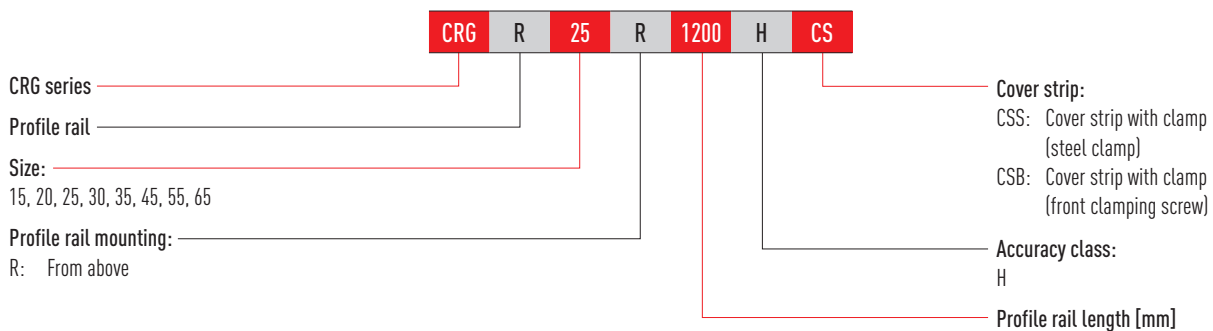 CRG R 25 R 1200 H CS
CRG series
Profile rail
Size:
15, 20, 25, 30, 35, 45, 55, 65
Profile rail mounting:
R: From above
Cover strip:
CSS: Cover strip with clamp
(steel clamp)
CSB: Cover strip with clamp
(front clamping screw)
Accuracy class:
H
Profile rail length [mm]